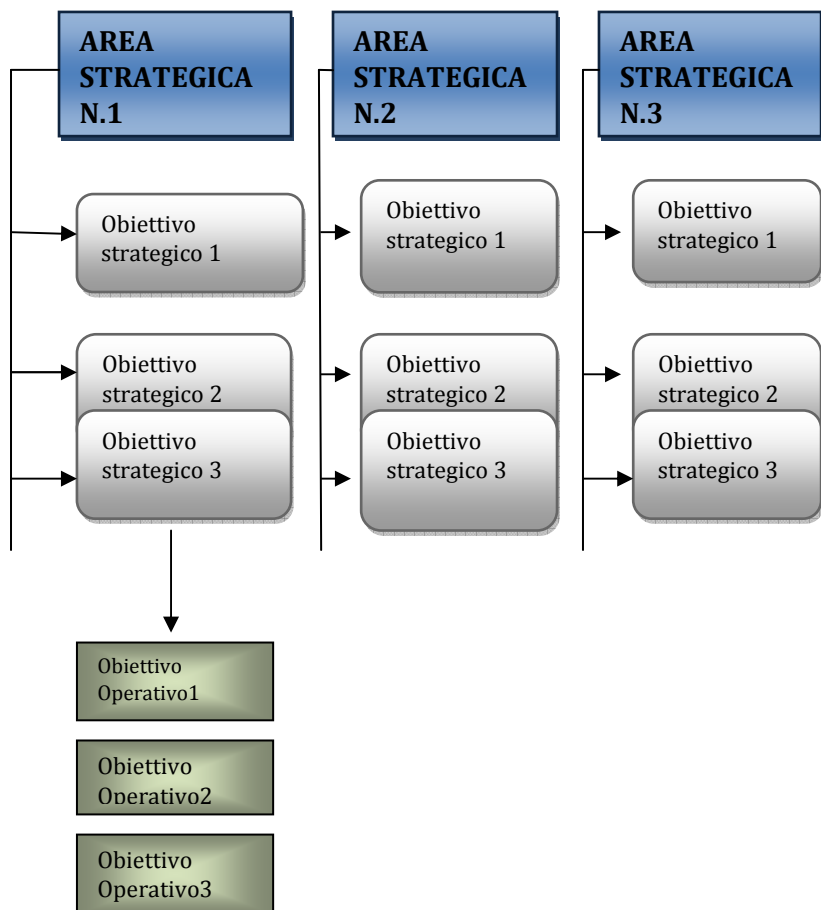 AREA
STRATEGICA
N.1
AREA
STRATEGICA
N.2
AREA
STRATEGICA
N.3
Obiettivo
strategico 1
Obiettivo
strategico 1
Obiettivo
strategico 1
Obiettivo
strategico 2
Obiettivo
strategico 2
Obiettivo
strategico 2
Obiettivo
strategico 3
Obiettivo
strategico 3
Obiettivo
strategico 3
Obiettivo
Operativo1
Obiettivo
Operativo2
Obiettivo
Operativo3